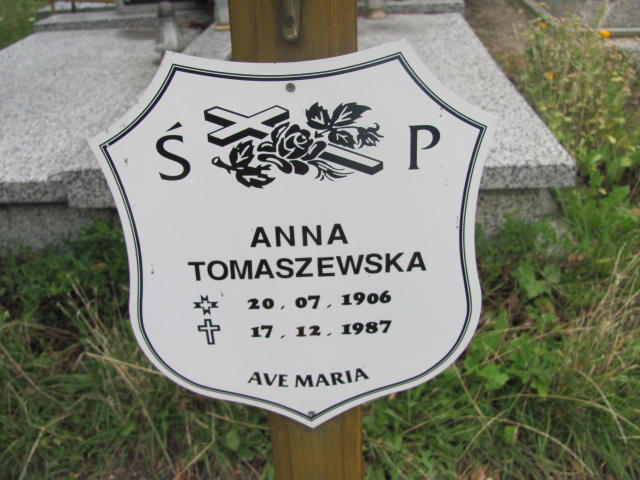 Ś P
ANNA
TOMASZEWSKA
20.07.1906
17.12.1987
AVE MARIA